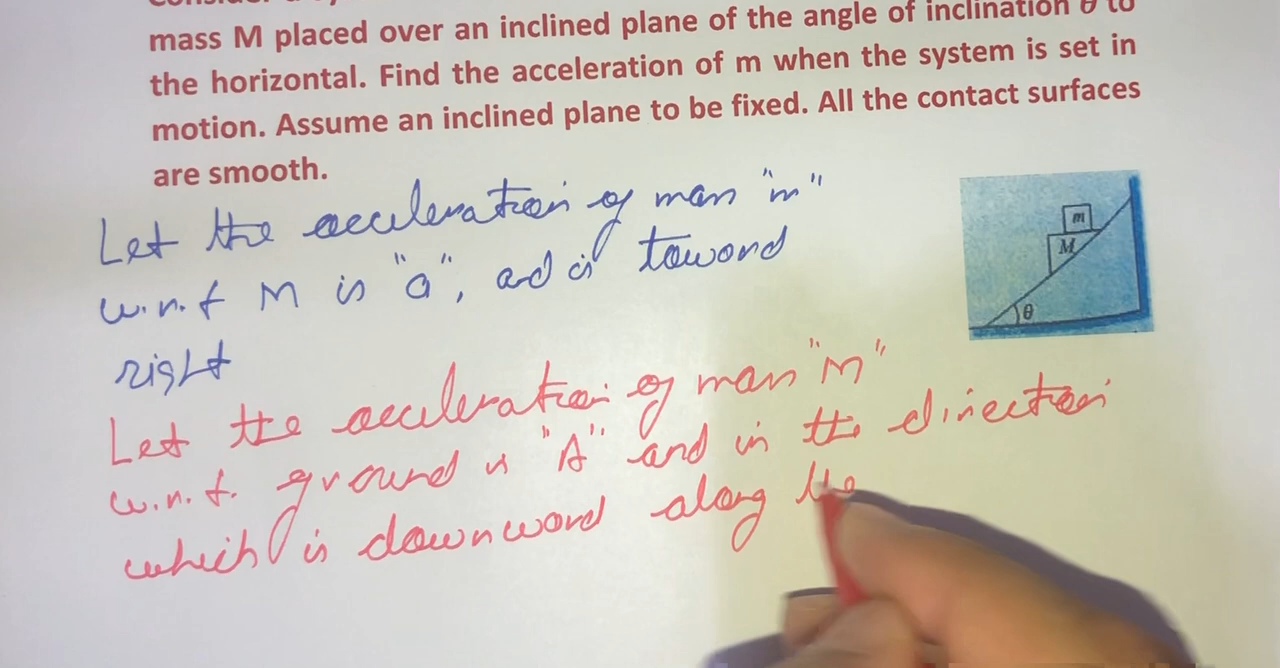 mass M placed over an inclined plane of the angle of inclination θ to
the horizontal. Find the acceleration of m when the system is set in
motion. Assume an inclined plane to be fixed. All the contact surfaces
are smooth.
Let the acceleration of mass "m"
w.r.t M is "a", and is toword
right
m
M
θ
Let the acceleration of mass "M"
w.r.t. ground is "A" and in the direction
which is downword along the